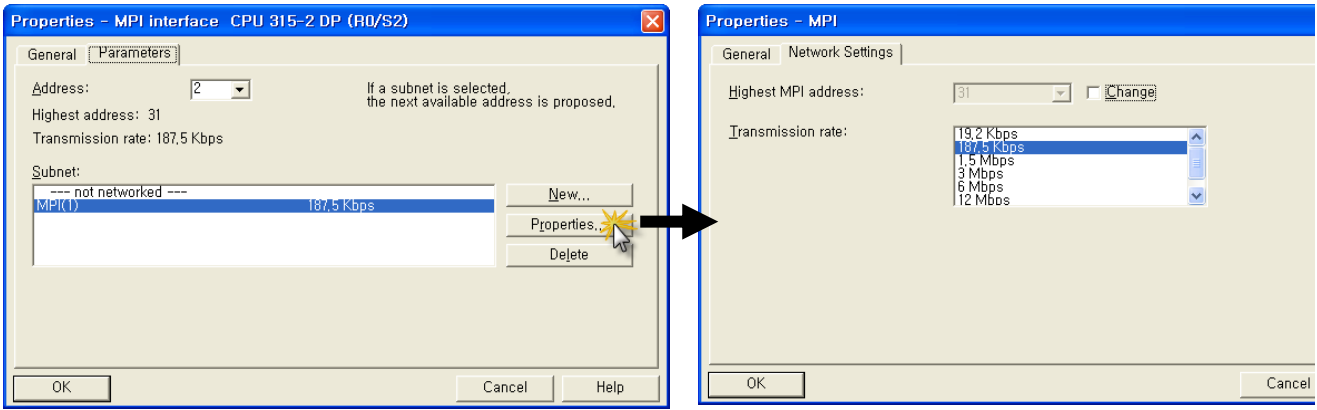 Properties - MPI interface CPU 315-2 DP (R0/S2)
General Parameters
Address: 2
If a subnet is selected,
the next available address is proposed,
Highest address: 31
Transmission rate: 187,5 Kbps
Subnet:
--- not networked ---
MPI(1) 187,5 Kbps
New,,,
Properties,,
Delete
OK Cancel Help
Properties - MPI
General Network Settings
Highest MPI address: 31 Change
Transmission rate:
19,2 Kbps
187,5 Kbps
1,5 Mbps
3 Mbps
6 Mbps
12 Mbps
OK Cancel